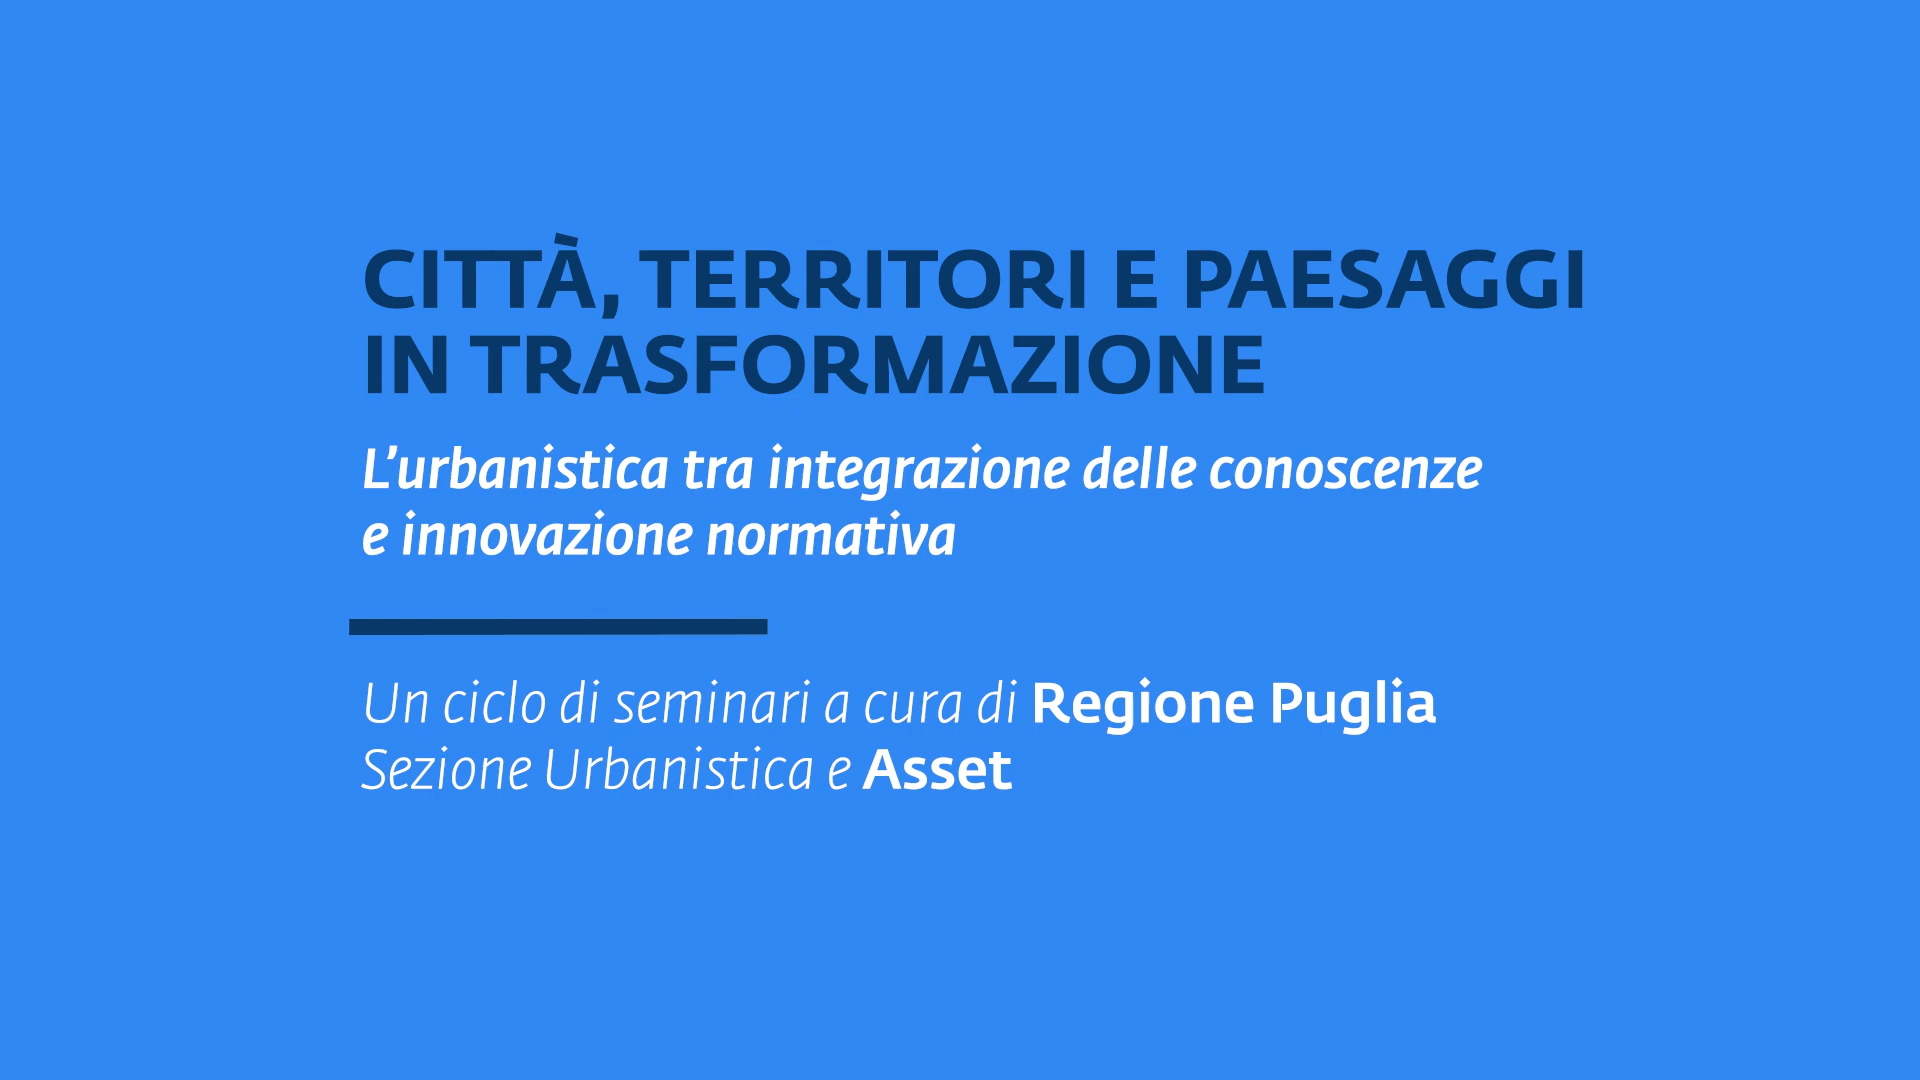 CITTÀ, TERRITORI E PAESAGGI
IN TRASFORMAZIONE
L’urbanistica tra integrazione delle conoscenze
e innovazione normativa
Un ciclo di seminari a cura di Regione Puglia
Sezione Urbanistica e Asset